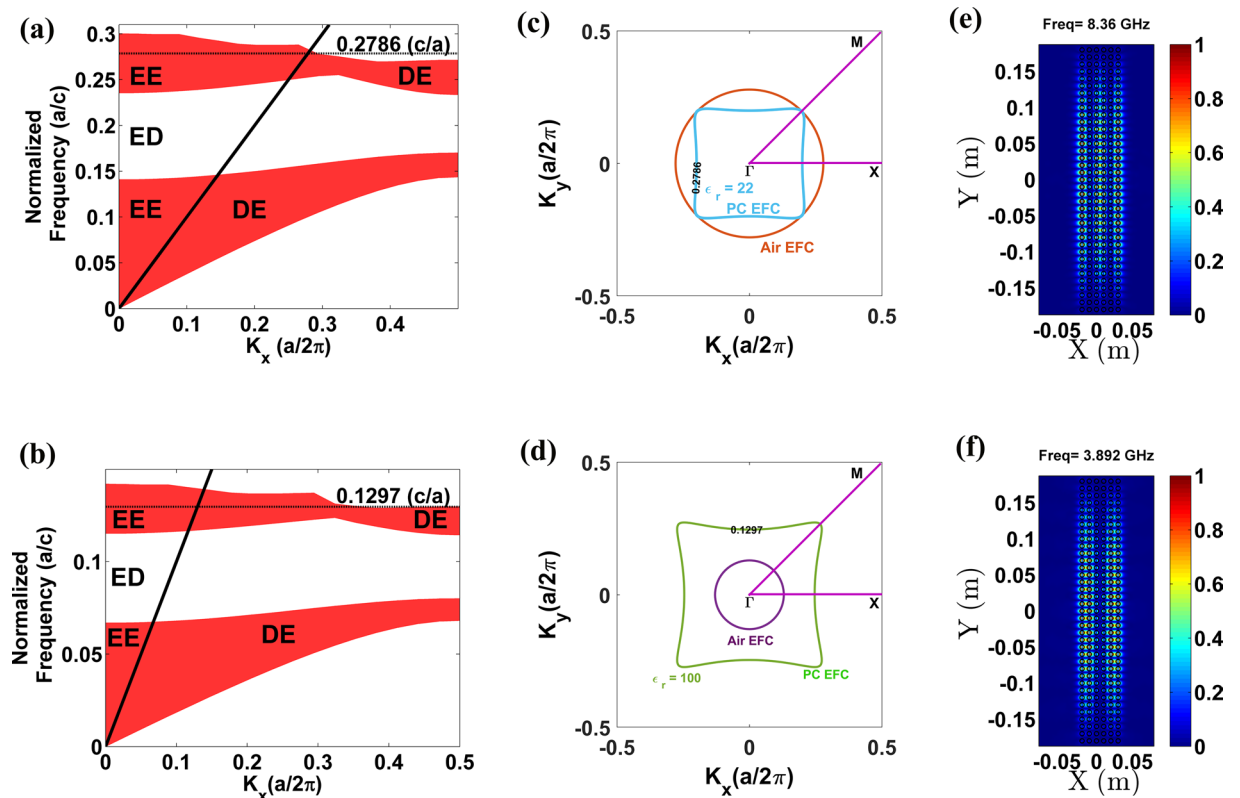 (a)
0.3
0.25
0.2
0.15
0.1
0.05
0
Normalized
Frequency (a/c)
0.2786 (c/a)
EE
DE
ED
EE
DE
0
0.1
0.2
0.3
0.4
K_x (a/2π)
(c)
0.5
0
-0.5
K_y(a/2π)
M
X
Γ
0.2786
ϵ_r = 22
PC EFC
Air EFC
-0.5
0
0.5
K_x(a/2π)
(e)
Freq= 8.36 GHz
0.15
0.1
0.05
0
-0.05
-0.1
-0.15
Y (m)
-0.05 0 0.05
X (m)
1
0.8
0.6
0.4
0.2
0
(b)
0.1
0.05
0
Normalized
Frequency (a/c)
0.1297 (c/a)
EE
DE
ED
EE
DE
0
0.1
0.2
0.3
0.4
0.5
K_x(a/2π)
(d)
0.5
0
-0.5
K_y(a/2π)
M
0.1297
Γ
X
Air EFC
PC EFC
ϵ_r = 100
-0.5
0
0.5
K_x(a/2π)
(f)
Freq= 3.892 GHz
0.15
0.1
0.05
0
-0.05
-0.1
-0.15
Y (m)
-0.05 0 0.05
X (m)
1
0.8
0.6
0.4
0.2
0